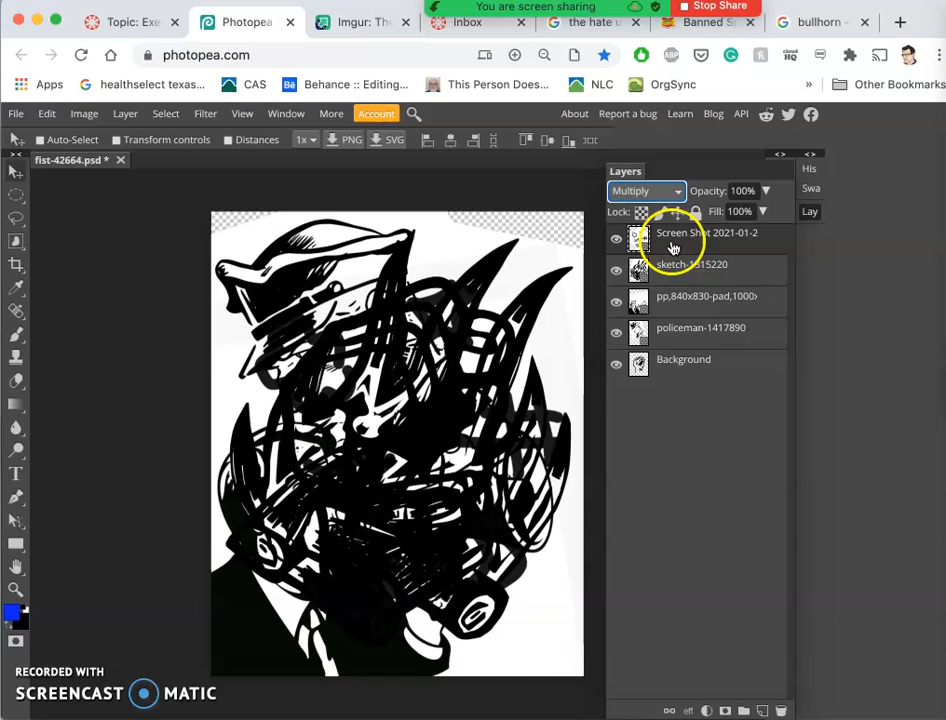 You are screen sharing Stop Share
Topic: Exe Photopea Imgur: The Inbox the hate u Banned S bullhorn -
photopea.com
Apps healthselect texas... CAS Behance :: Editing... This Person Does... NLC OrgSync » Other Bookmarks
File Edit Image Layer Select Filter View Window More Account About Report a bug Learn Blog API
Auto-Select Transform controls Distances 1x PNG SVG
fist-42664.psd *
Layers
Multiply Opacity: 100%
Lock: Fill: 100%
Screen Shot 2021-01-2
sketch-1315220
pp,840x830-pad,1000x
policeman-1417890
Background
His
Swa
Lay
eff
RECORDED WITH
SCREENCAST MATIC